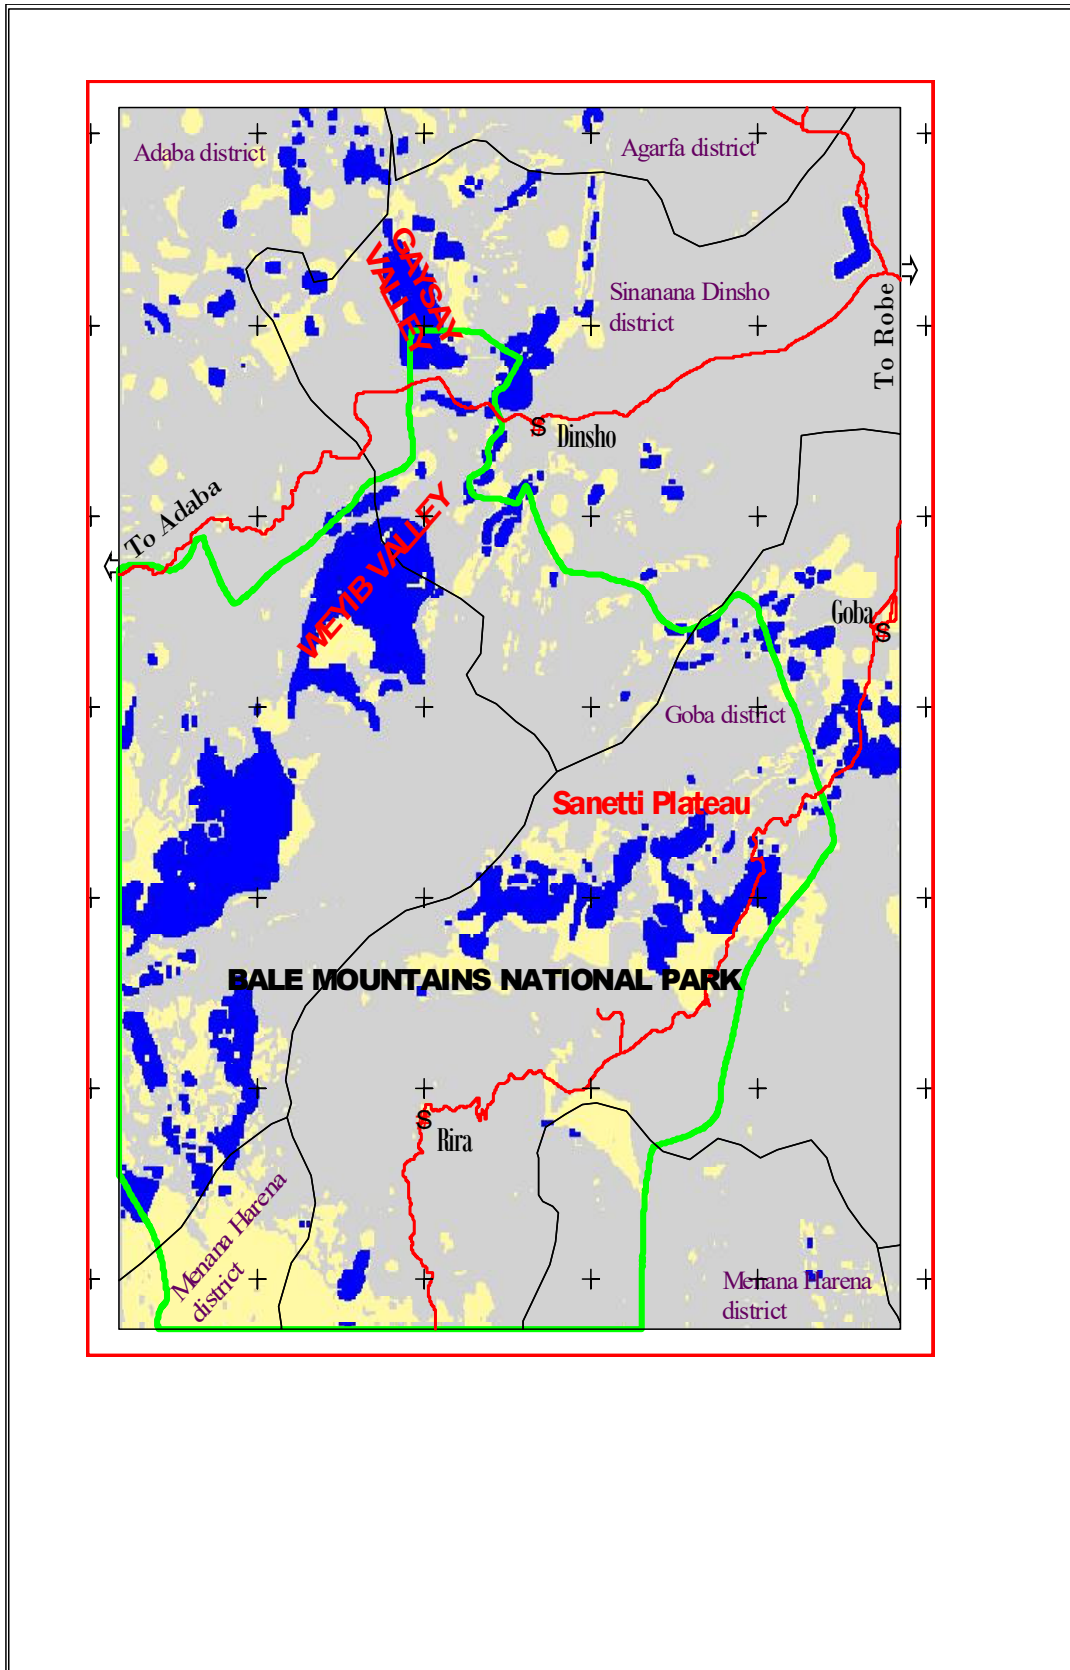 Adaba district
Agarfa district
GAYSAY
VALLEY
Sinanana Dinsho
district
To Robe
S
Dinsho
To Adaba
WEYIB VALLEY
Goba
S
Goba district
Sanetti Plateau
BALE MOUNTAINS NATIONAL PARK
S
Rira
Menana Harena
district
Menana Harena
district